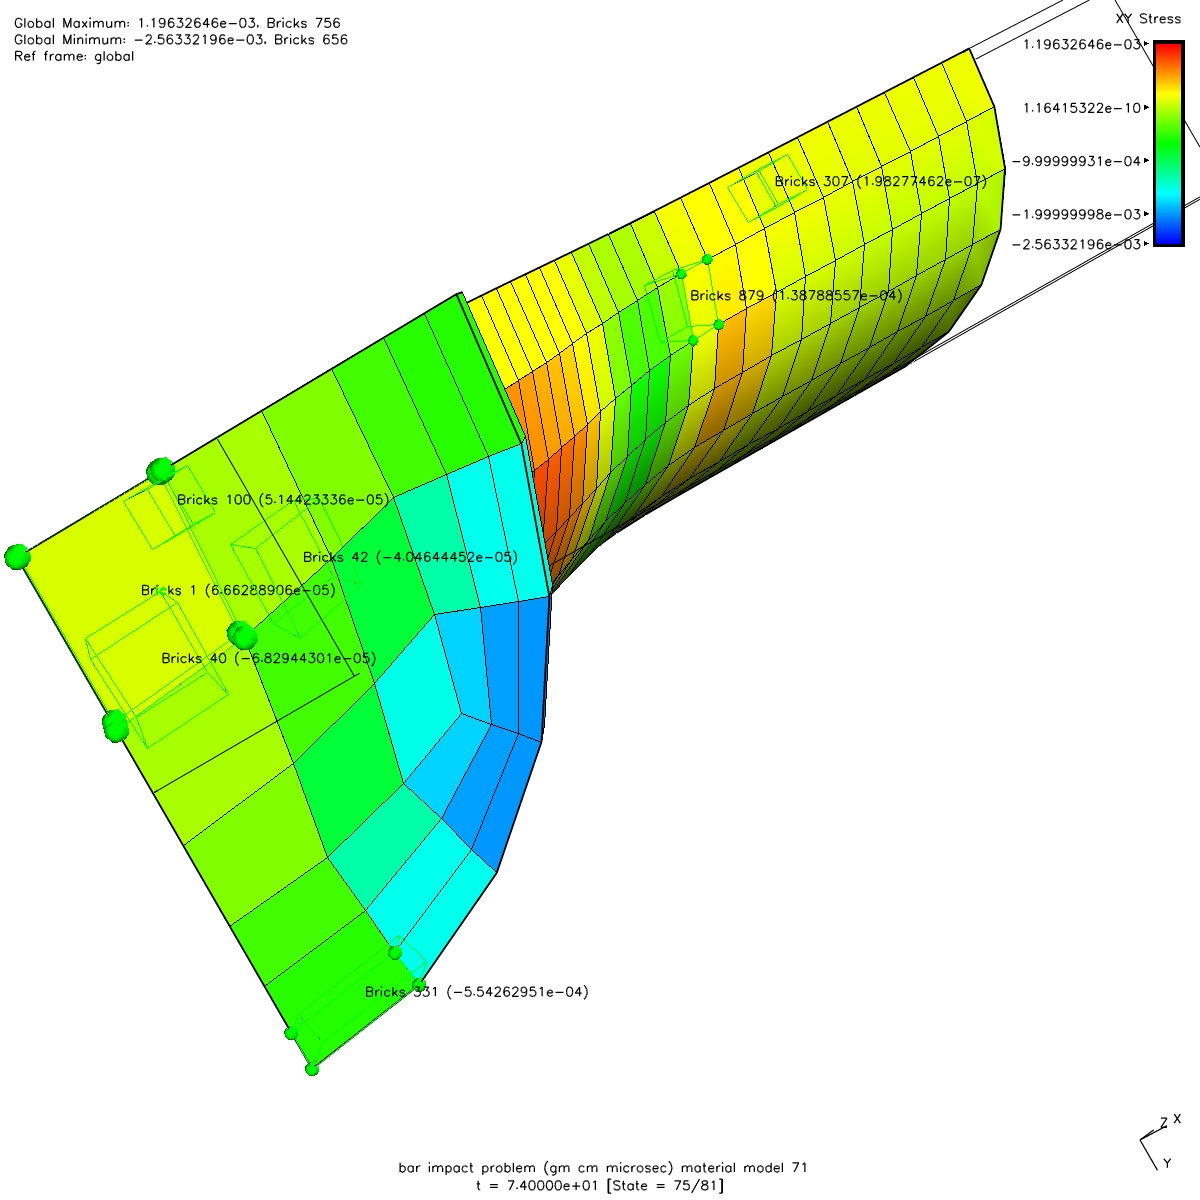 Global Maximum: 1.19632646e-03, Bricks 756
Global Minimum: -2.56332196e-03, Bricks 656
Ref frame: global
XY Stress
1.19632646e-03
1.16415322e-10
-9.99999931e-04
-1.99999998e-03
-2.56332196e-03
Bricks 307 (1.98277462e-07)
Bricks 879 (1.38788557e-04)
Bricks 100 (5.14423336e-05)
Bricks 42 (-4.04644452e-05)
Bricks 1 (6.66288906e-05)
Bricks 40 (-6.82944301e-05)
Bricks 331 (-5.54262951e-04)
Z X
Y
bar impact problem (gm cm microsec) material model 71
t = 7.40000e+01 [State = 75/81]